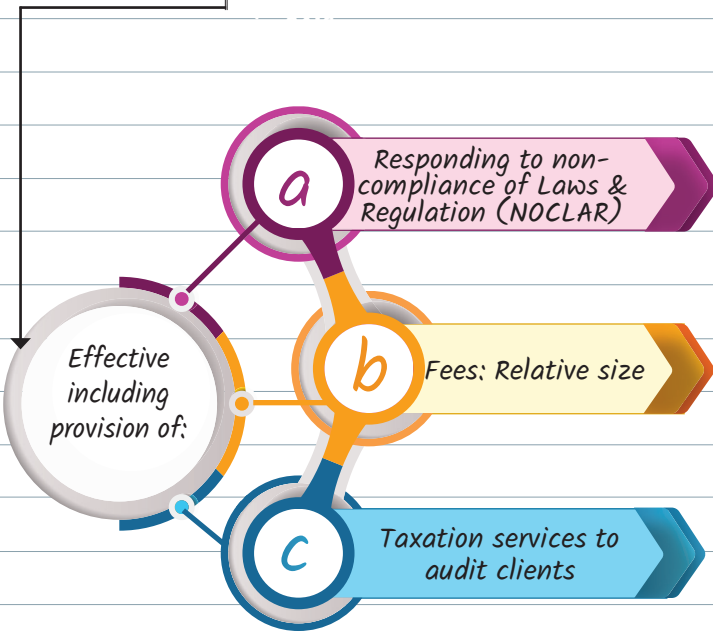 a
Responding to non-
compliance of Laws &
Regulation (NOCLAR)
Effective
including
provision of:
b
Fees: Relative size
c
Taxation services to
audit clients